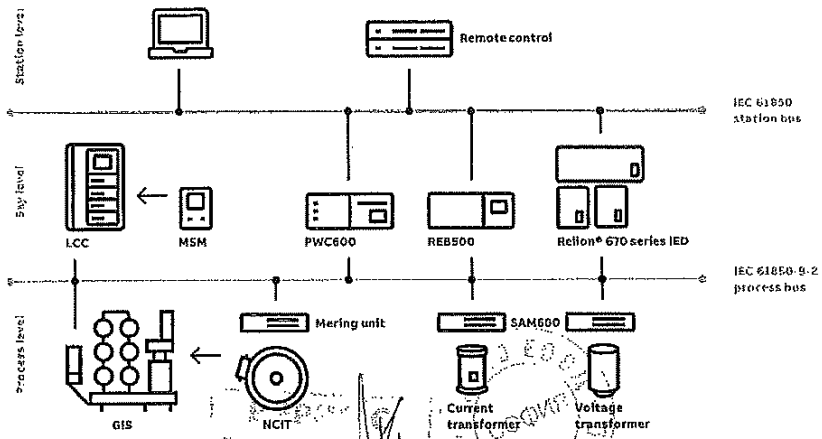 Station level
Remote control
IEC 61850
station bus
Bay level
LCC
MSM
PWC600
REB500
Relion® 670 series IED
IEC 61850-9-2
process bus
Process level
Mering unit
SAM600
GIS
NCIT
Current
transformer
Voltage
transformer